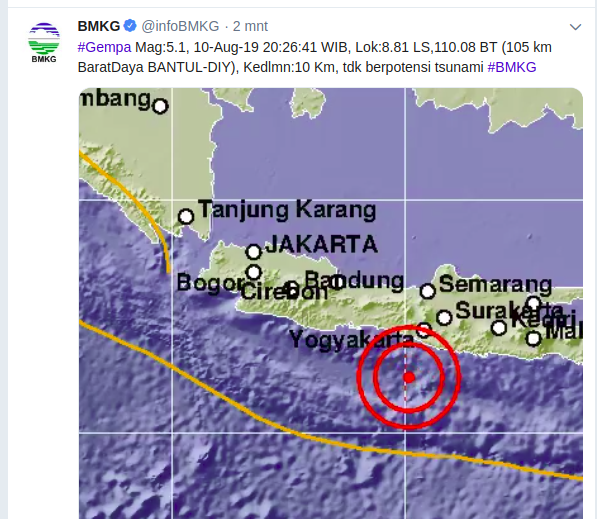 BMKG @infoBMKG · 2 mnt
#Gempa Mag:5.1, 10-Aug-19 20:26:41 WIB, Lok:8.81 LS,110.08 BT (105 km
BaratDaya BANTUL-DIY), Kedlmn:10 Km, tdk berpotensi tsunami #BMKG
BMKG
mbang
Tanjung Karang
JAKARTA
Bogor
Cirebon
Bandung
Semarang
Surakarta
Kediri
Mal
Yogyakarta